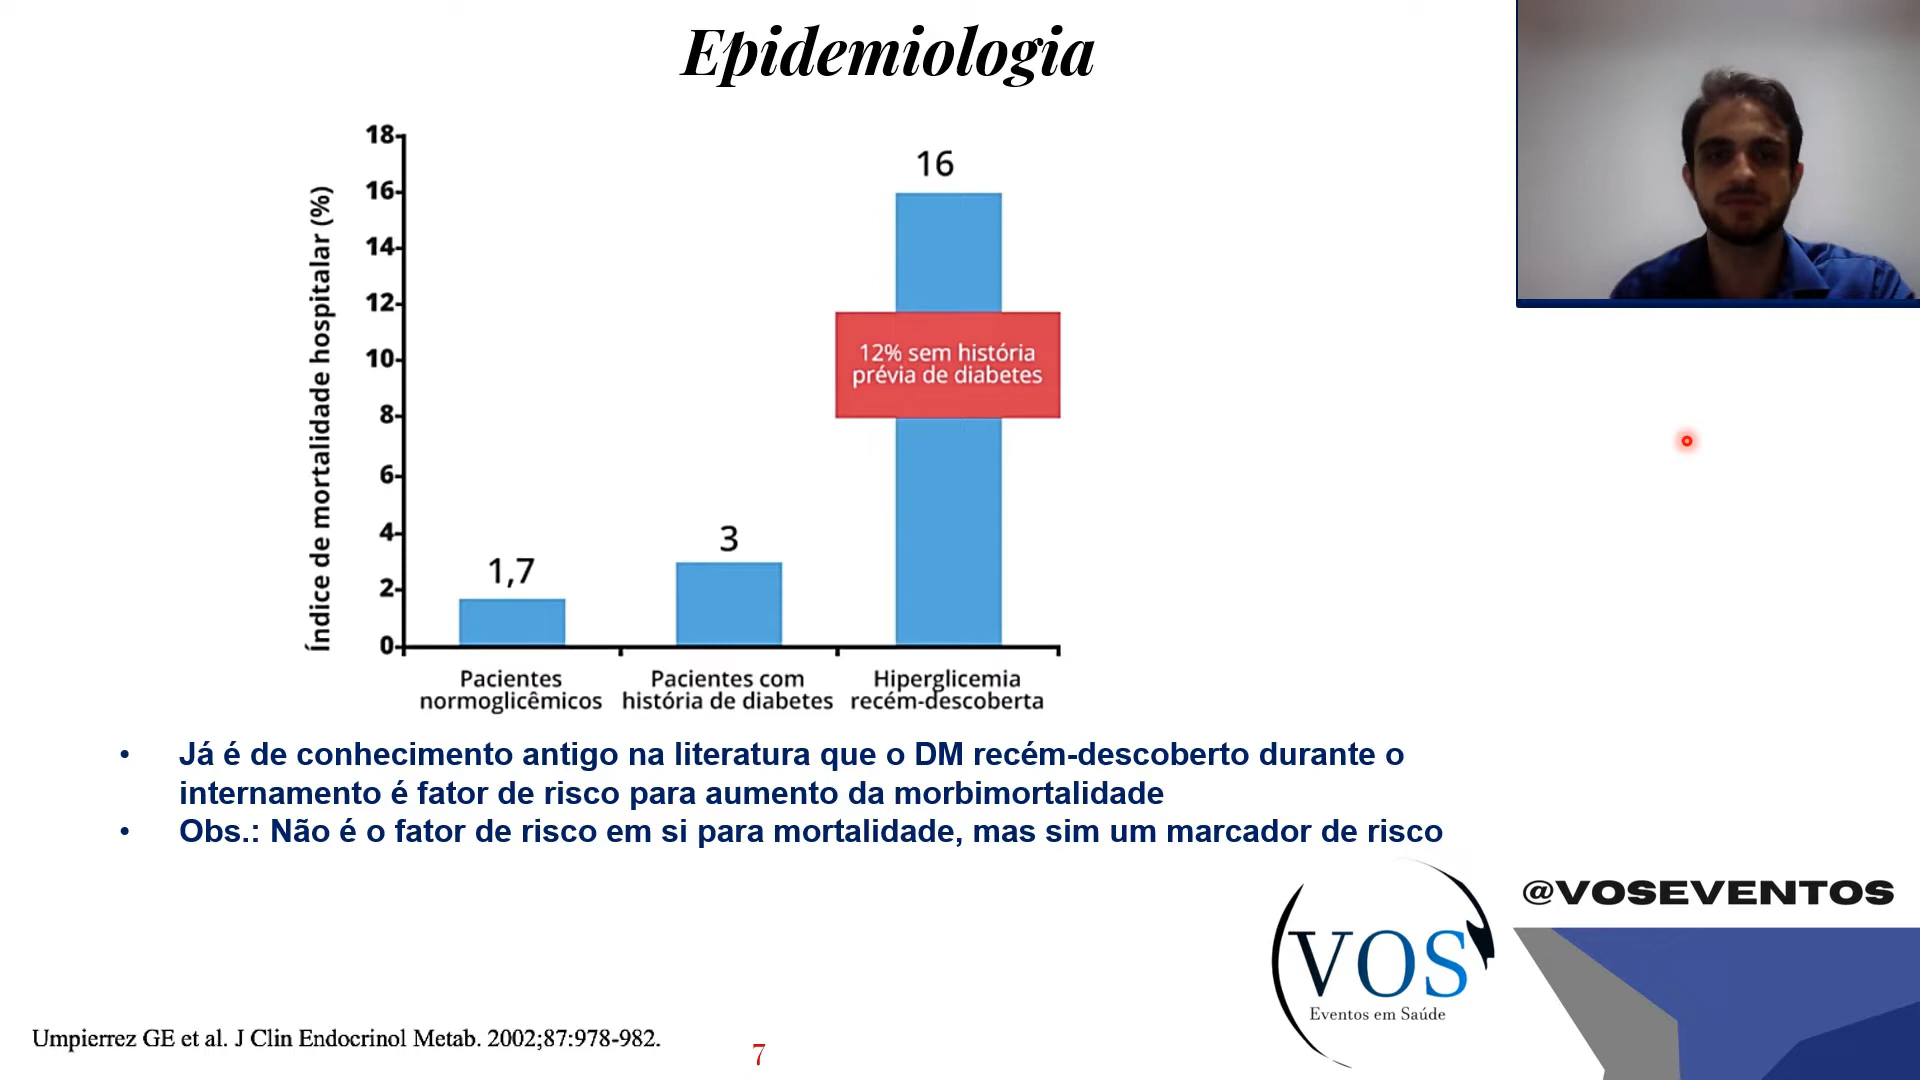 Epidemiologia
Índice de mortalidade hospitalar (%)
18
16
14
12
10
8
6
4
2
0
1,7
3
16
12% sem história
prévia de diabetes
Pacientes
normoglicêmicos
Pacientes com
história de diabetes
Hiperglicemia
recém-descoberta
• Já é de conhecimento antigo na literatura que o DM recém-descoberto durante o
internamento é fator de risco para aumento da morbimortalidade
• Obs.: Não é o fator de risco em si para mortalidade, mas sim um marcador de risco
@VOSEVENTOS
VOS
Eventos em Saúde
Umpierrez GE et al. J Clin Endocrinol Metab. 2002;87:978-982.
7